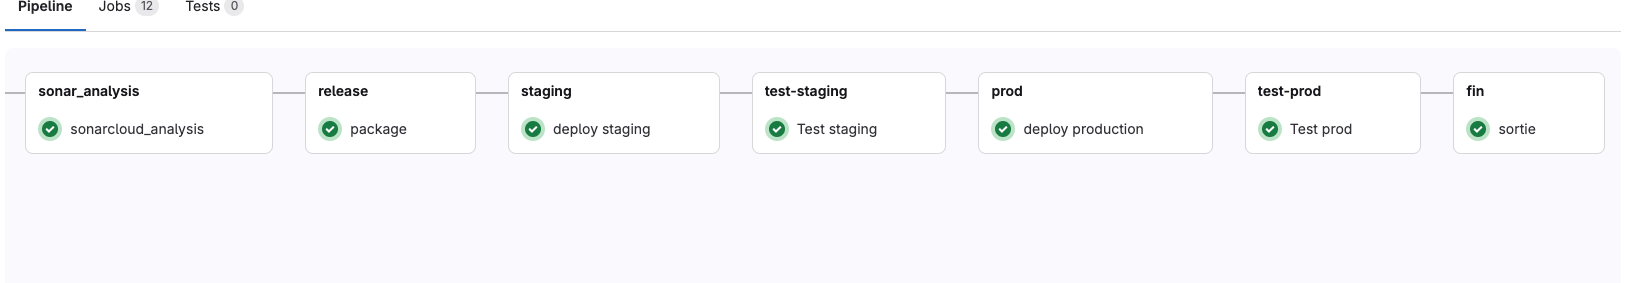 Pipeline Jobs 12 Tests 0
sonar_analysis
sonarcloud_analysis
release
package
staging
deploy staging
test-staging
Test staging
prod
deploy production
test-prod
Test prod
fin
sortie